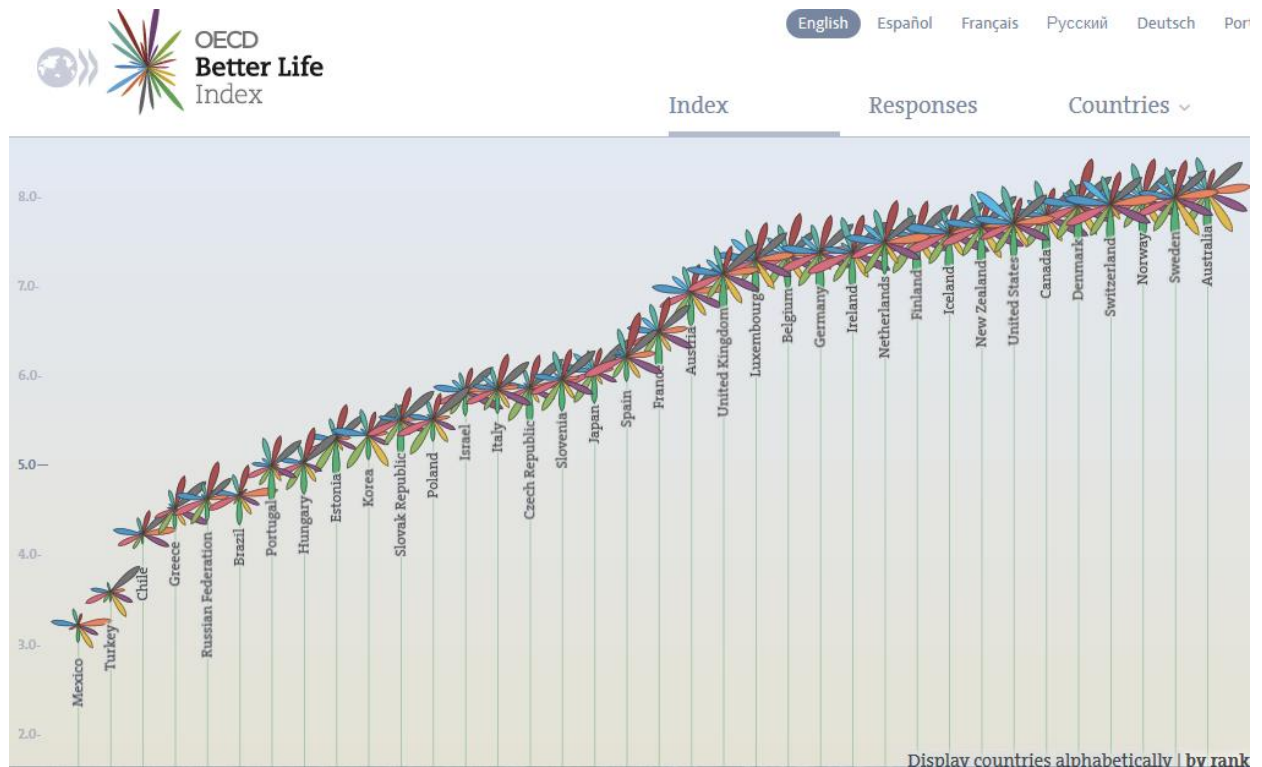 English Español Français Русский Deutsch
OECD
Better Life
Index
Index Responses Countries
8.0-
7.0-
6.0-
5.0-
4.0-
3.0-
2.0-
Mexico
Turkey
Chile
Greece
Russian Federation
Brazil
Portugal
Hungary
Estonia
Korea
Slovak Republic
Poland
Israel
Italy
Czech Republic
Slovenia
Japan
Spain
France
Austria
United Kingdom
Luxembourg
Belgium
Germany
Ireland
Netherlands
Finland
Iceland
New Zealand
United States
Canada
Denmark
Switzerland
Norway
Sweden
Australia
Display countries alphabetically | by rank